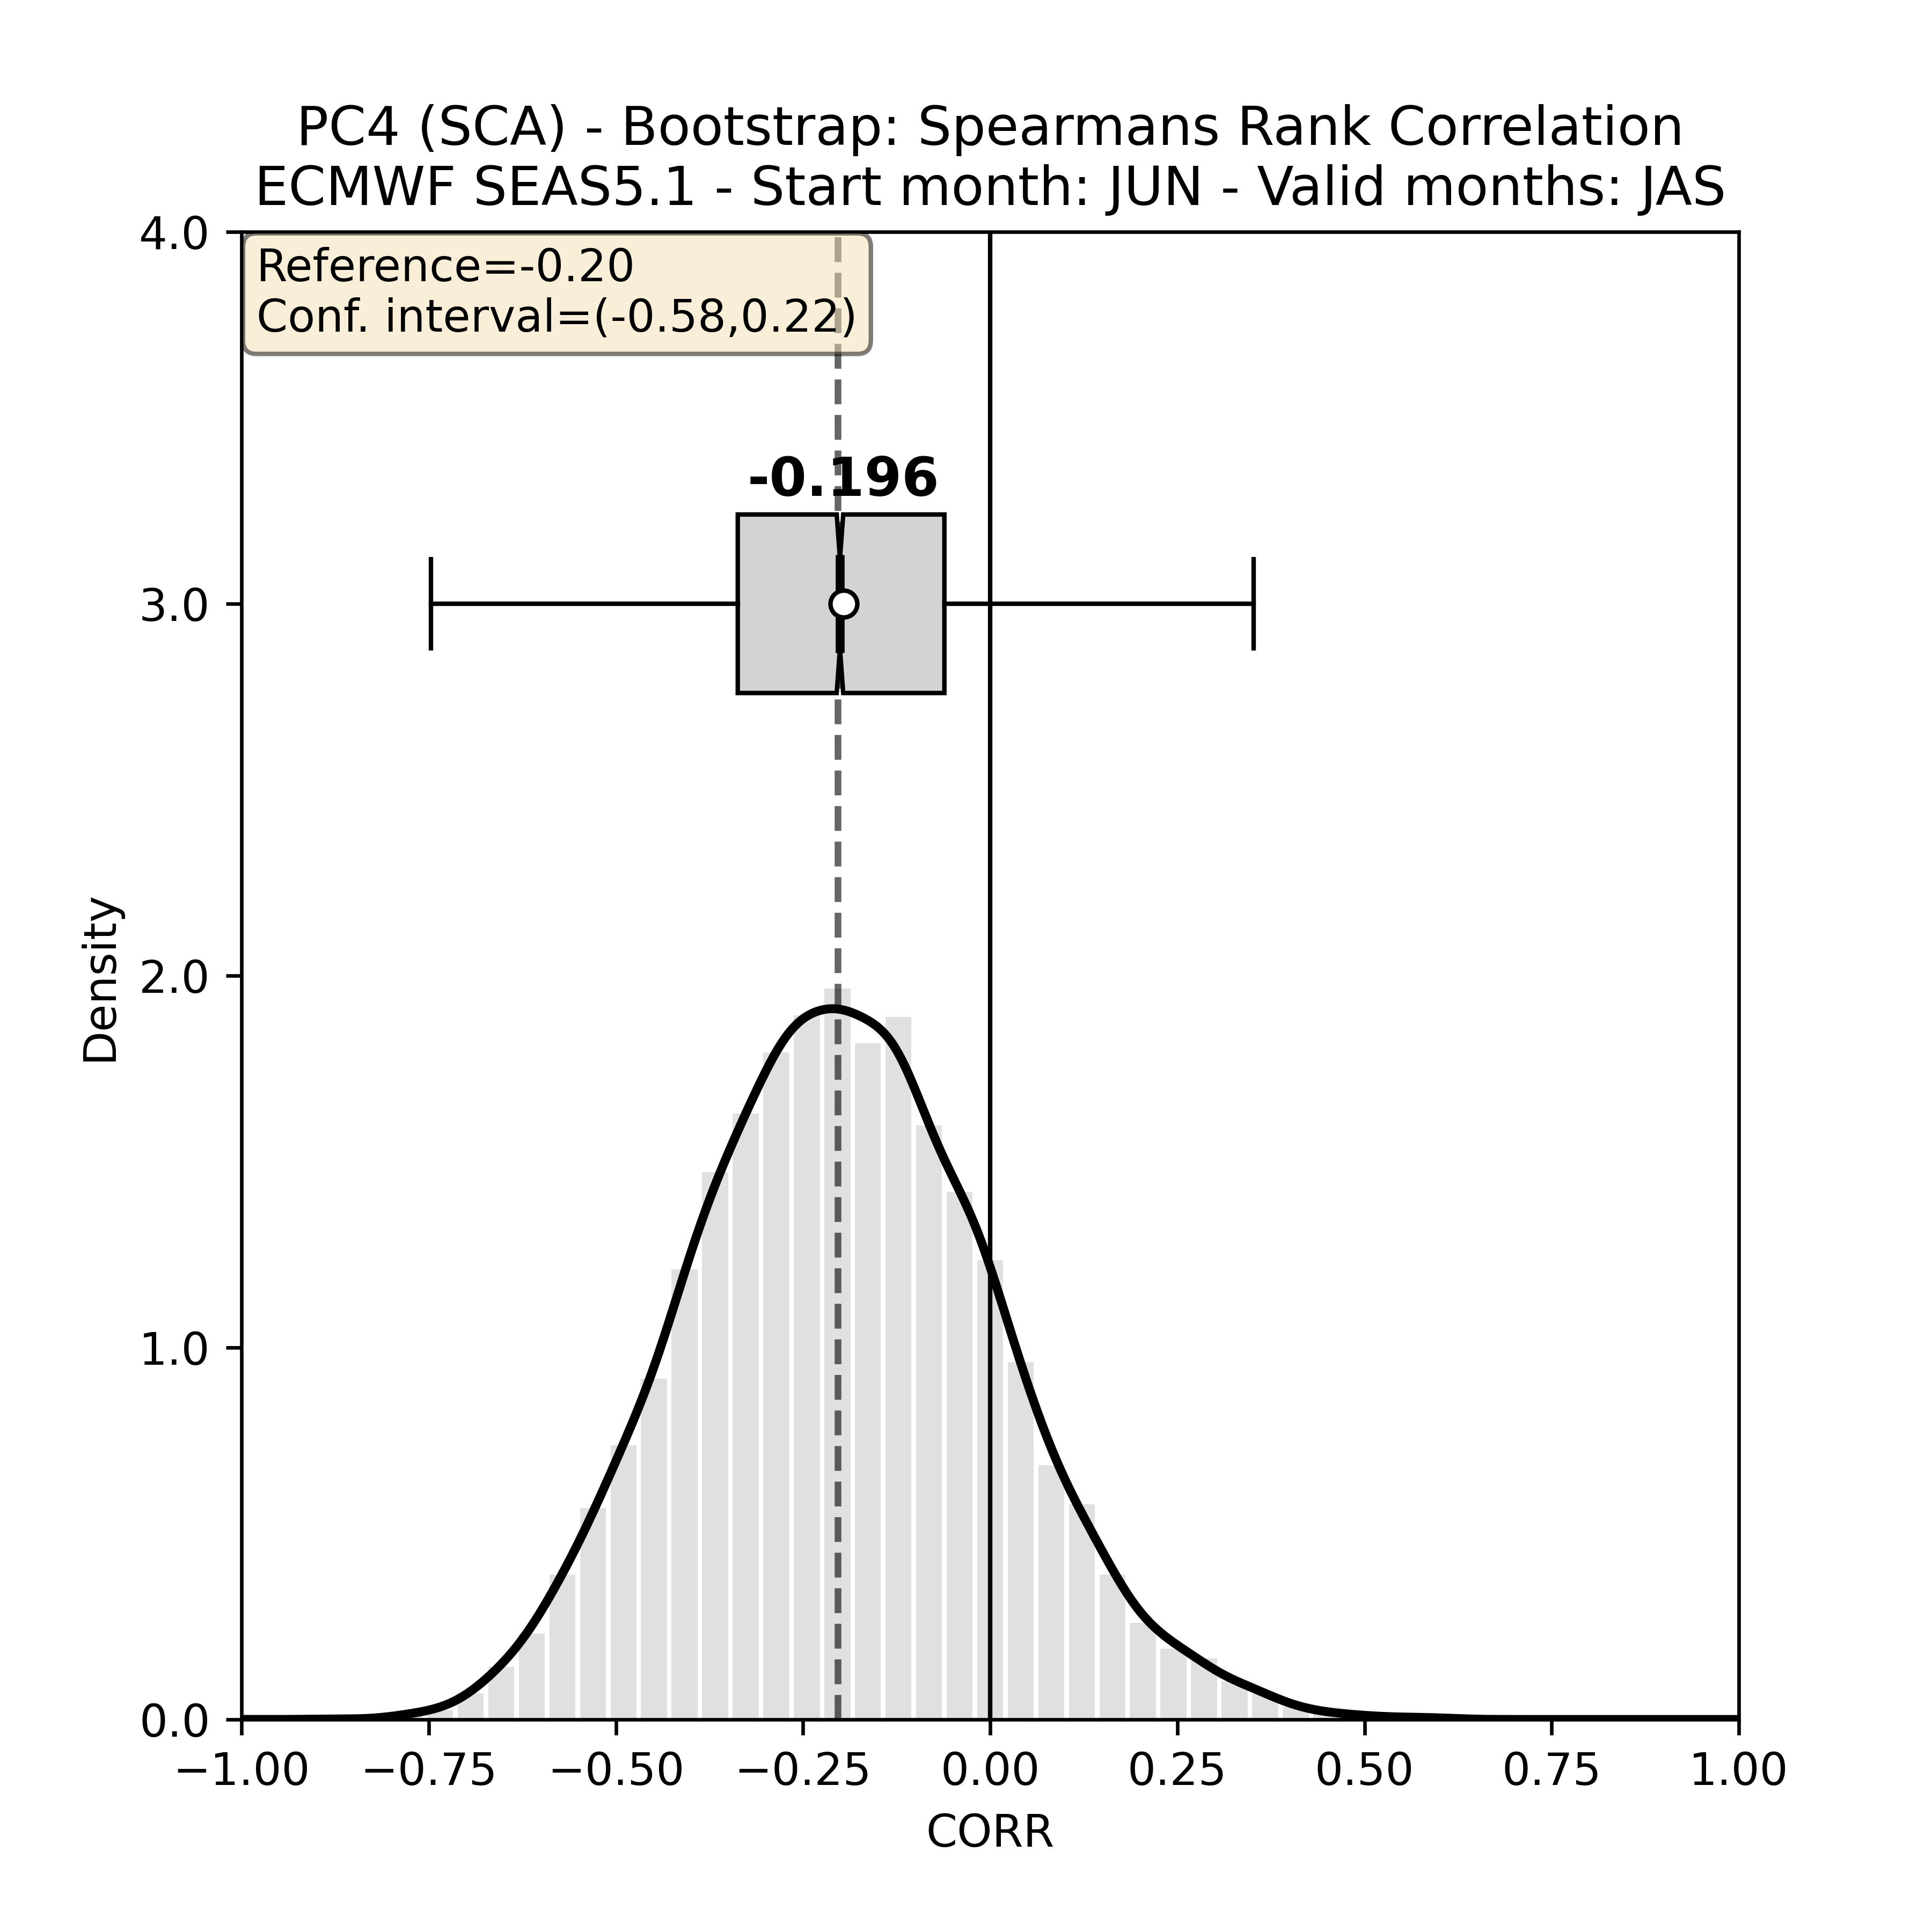 PC4 (SCA) - Bootstrap: Spearmans Rank Correlation
ECMWF SEAS5.1 - Start month: JUN - Valid months: JAS
4.0
Reference=-0.20
Conf. interval=(-0.58,0.22)
-0.196
3.0
Density
2.0
1.0
0.0
−1.00 −0.75 −0.50 −0.25 0.00 0.25 0.50 0.75 1.00
CORR